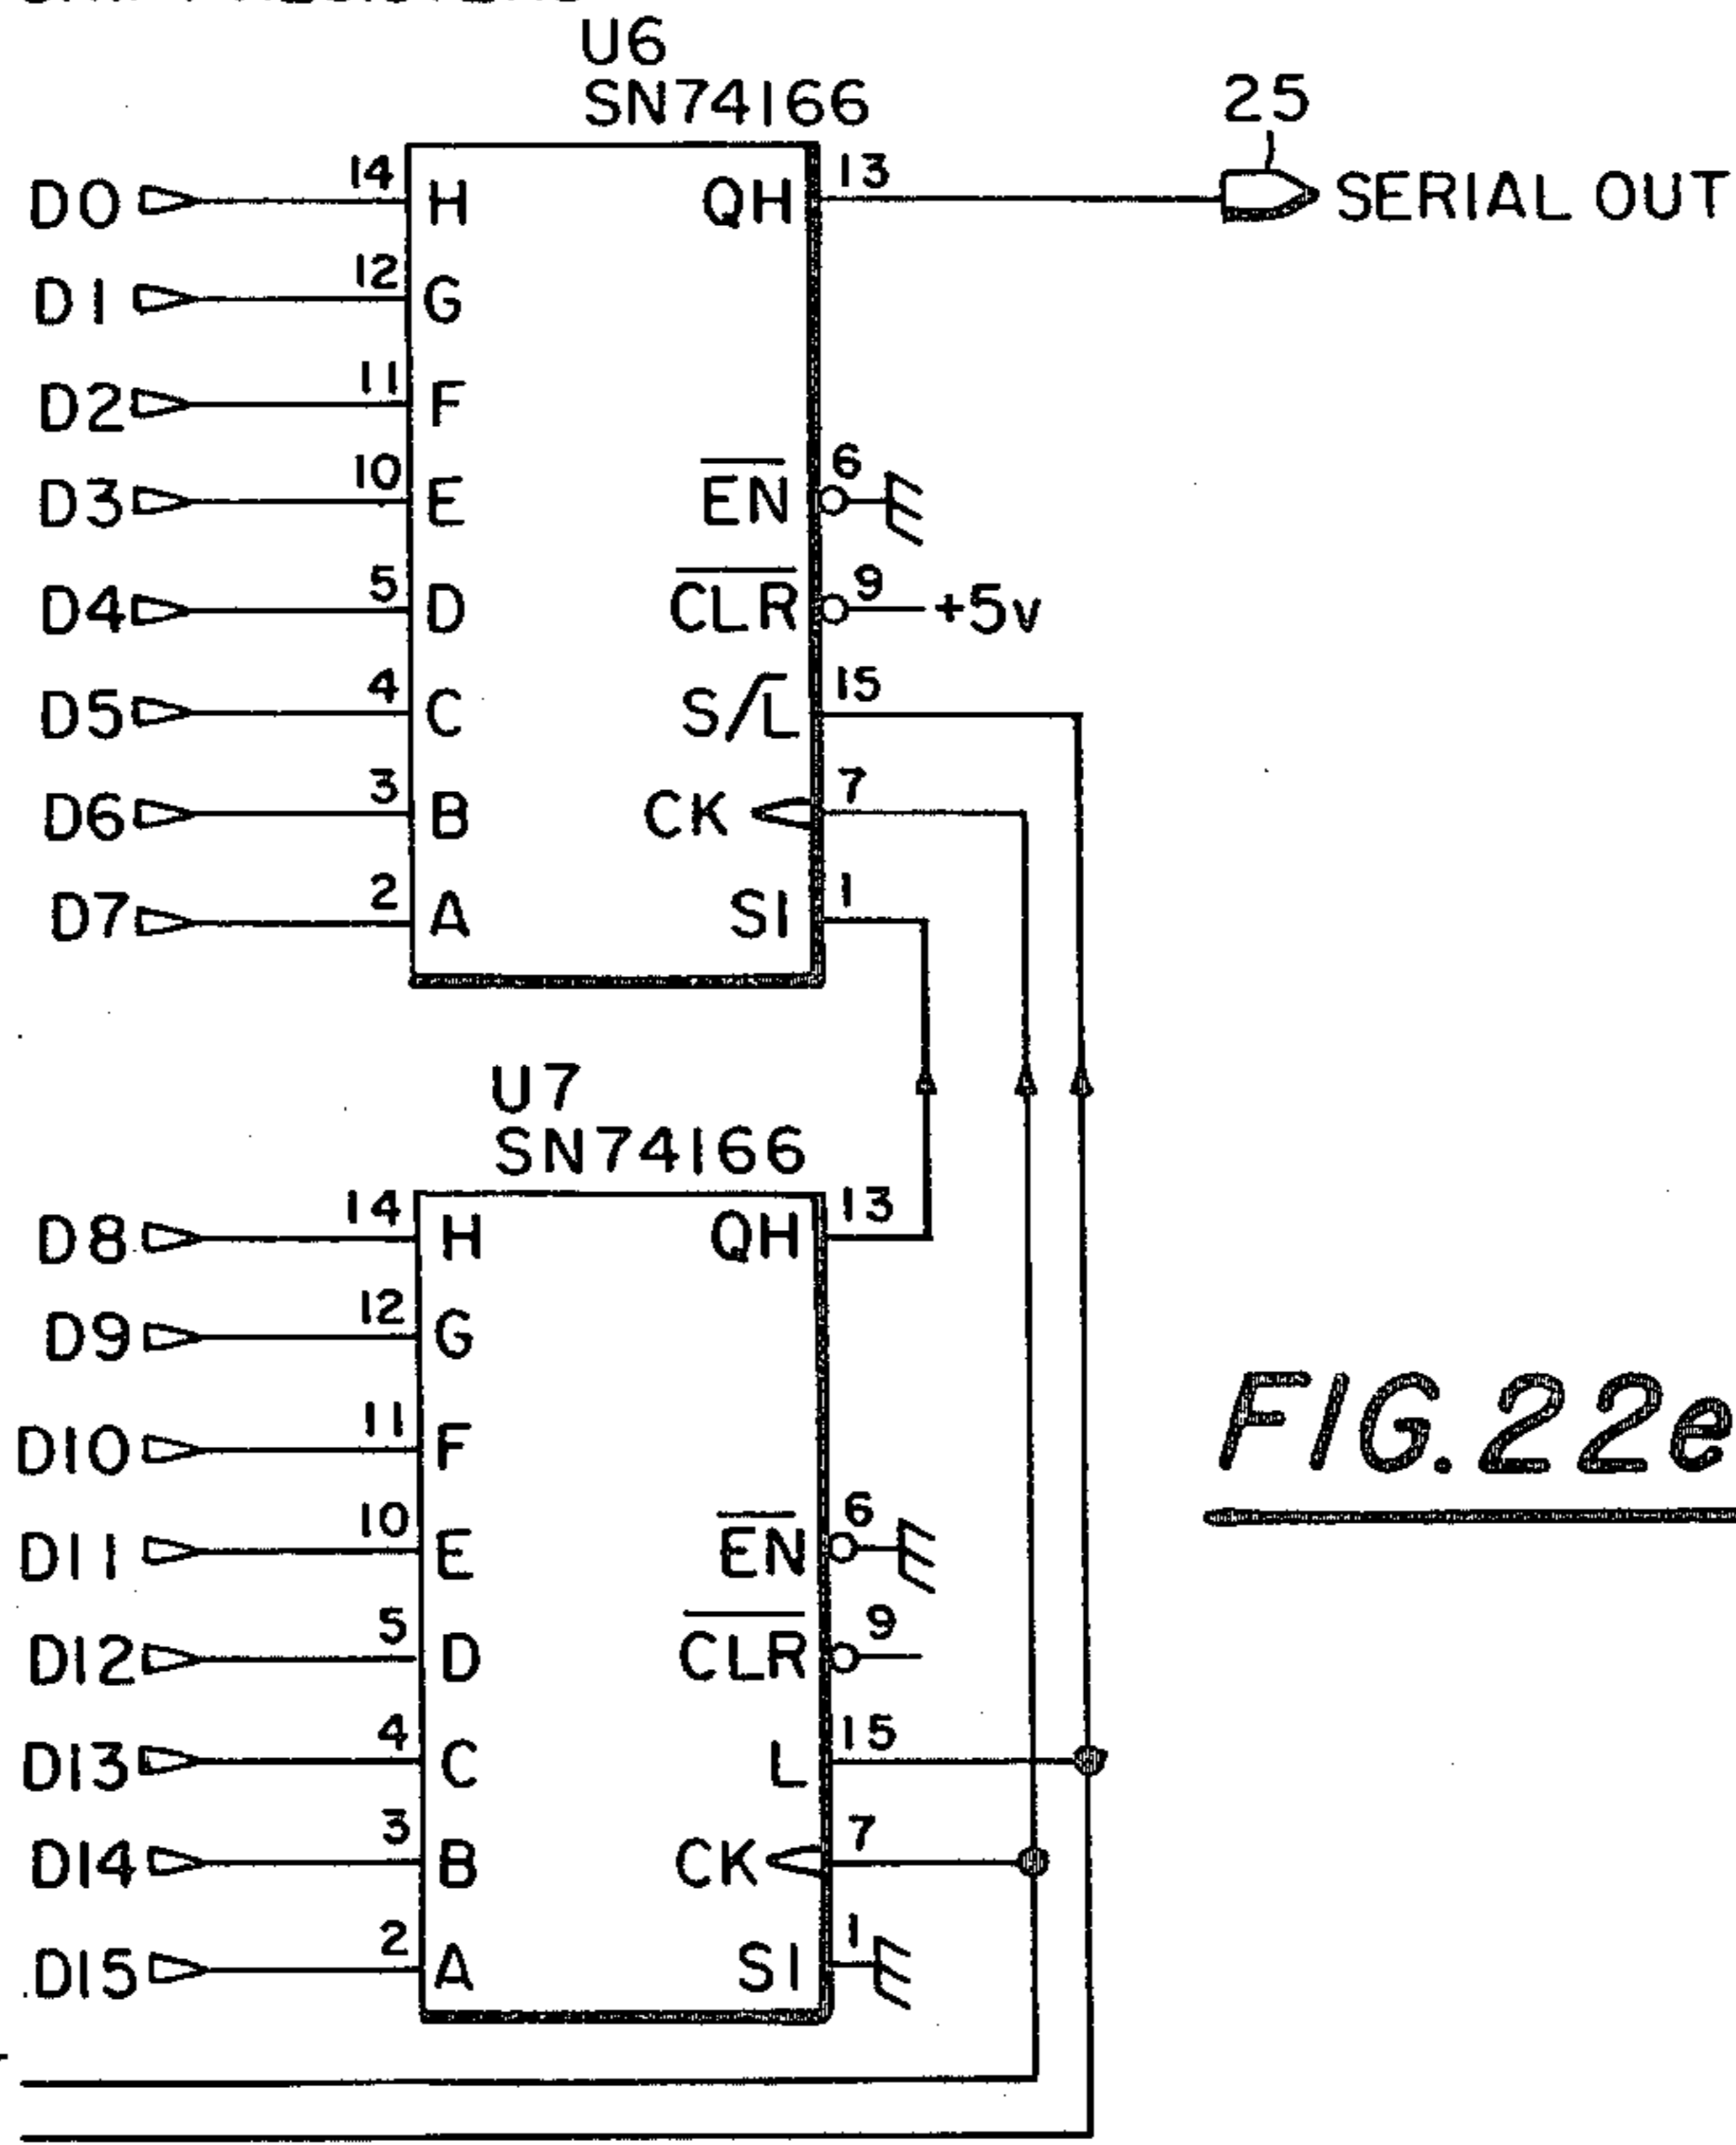 U6
SN74166
25
D0 14 H QH 13 SERIAL OUT
D1 12 G
D2 11 F
D3 10 E EN 6
D4 5 D CLR 9 +5v
D5 4 C S/L 15
D6 3 B CK 7
D7 2 A SI 1
U7
SN74166
D8 14 H QH 13
D9 12 G
D10 11 F
D11 10 E EN 6
D12 5 D CLR 9
D13 4 C L 15
D14 3 B CK 7
D15 2 A SI 1
FIG.22e